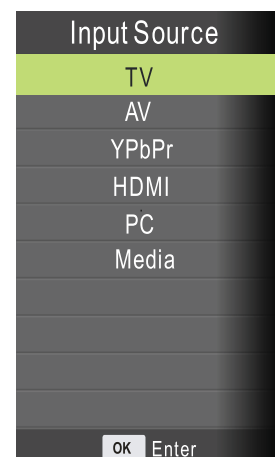 Input Source
TV
AV
YPbPr
HDMI
PC
Media
OK Enter